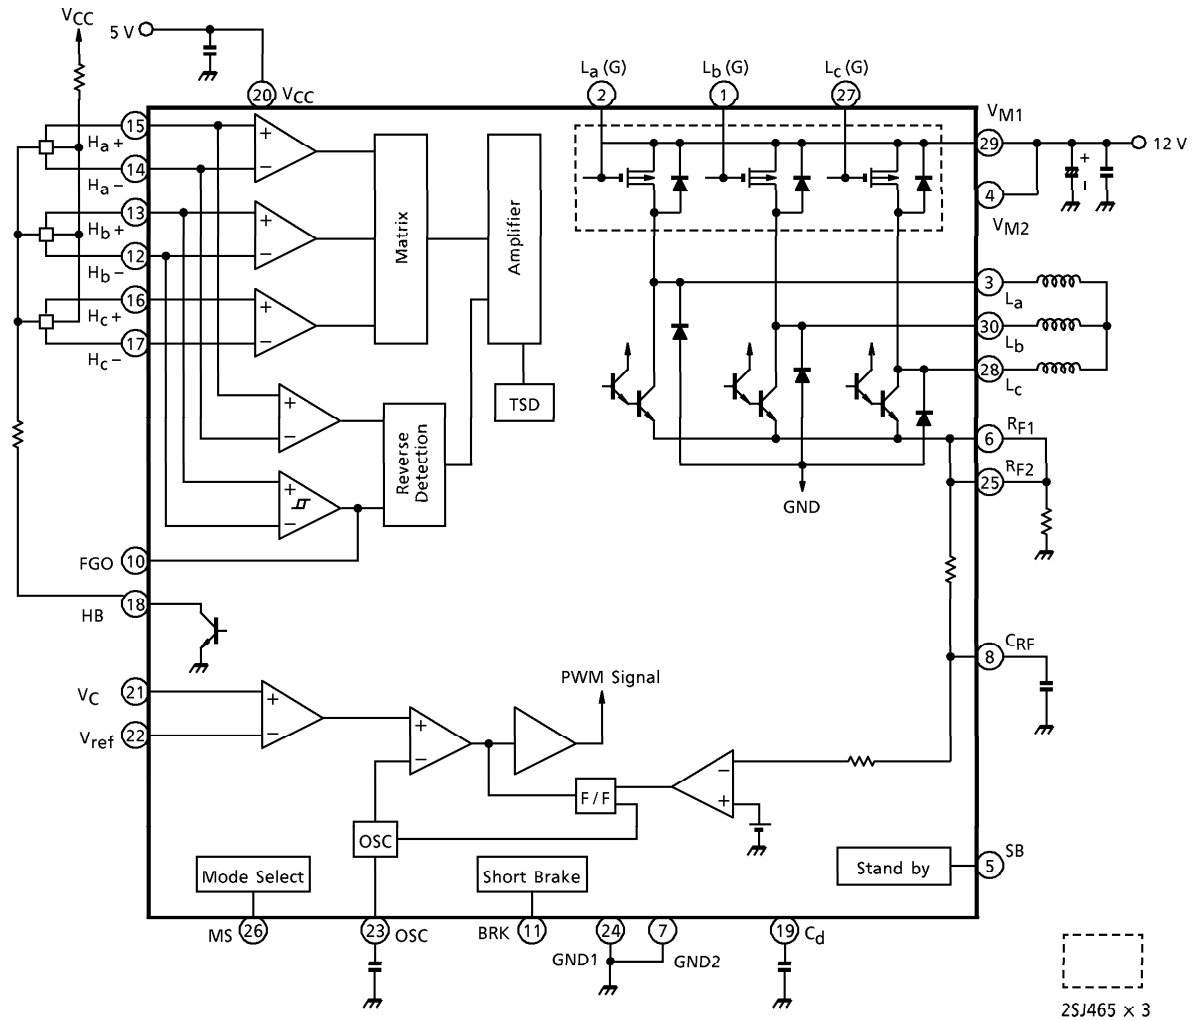 VCC
5 V
La (G)
Lb (G)
Lc (G)
20 VCC
2
1
27
VM1
15
Ha+
14
Ha−
13
Hb+
12
Hb−
16
Hc+
17
Hc−
+
−
+
−
+
−
Matrix
Amplifier
TSD
29
12 V
+
−
4
VM2
3
La
30
Lb
28
Lc
+
−
+
−
Reverse
Detection
6
RF1
25
RF2
GND
FGO 10
HB 18
8
CRF
VC 21
Vref 22
+
−
+
−
PWM Signal
F / F
−
+
OSC
Mode Select
Short Brake
Stand by
5
SB
MS 26
23 OSC
BRK 11
24
7
19 Cd
GND1
GND2
2SJ465 × 3